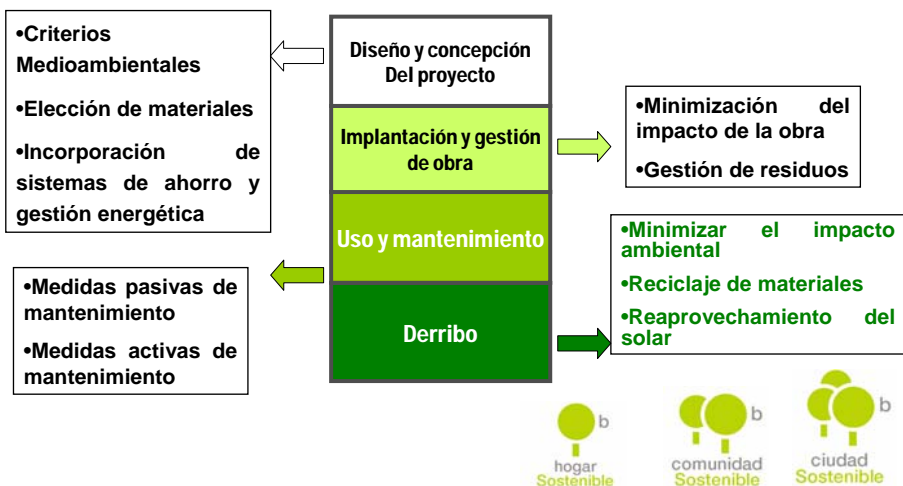 •Criterios
Medioambientales
•Elección de materiales
•Incorporación de
sistemas de ahorro y
gestión energética
Diseño y concepción
Del proyecto
Implantación y gestión
de obra
•Minimización del
impacto de la obra
•Gestión de residuos
Uso y mantenimiento
•Medidas pasivas de
mantenimiento
•Medidas activas de
mantenimiento
Derribo
•Minimizar el impacto
ambiental
•Reciclaje de materiales
•Reaprovechamiento del
solar
b
hogar
Sostenible
b
comunidad
Sostenible
b
ciudad
Sostenible